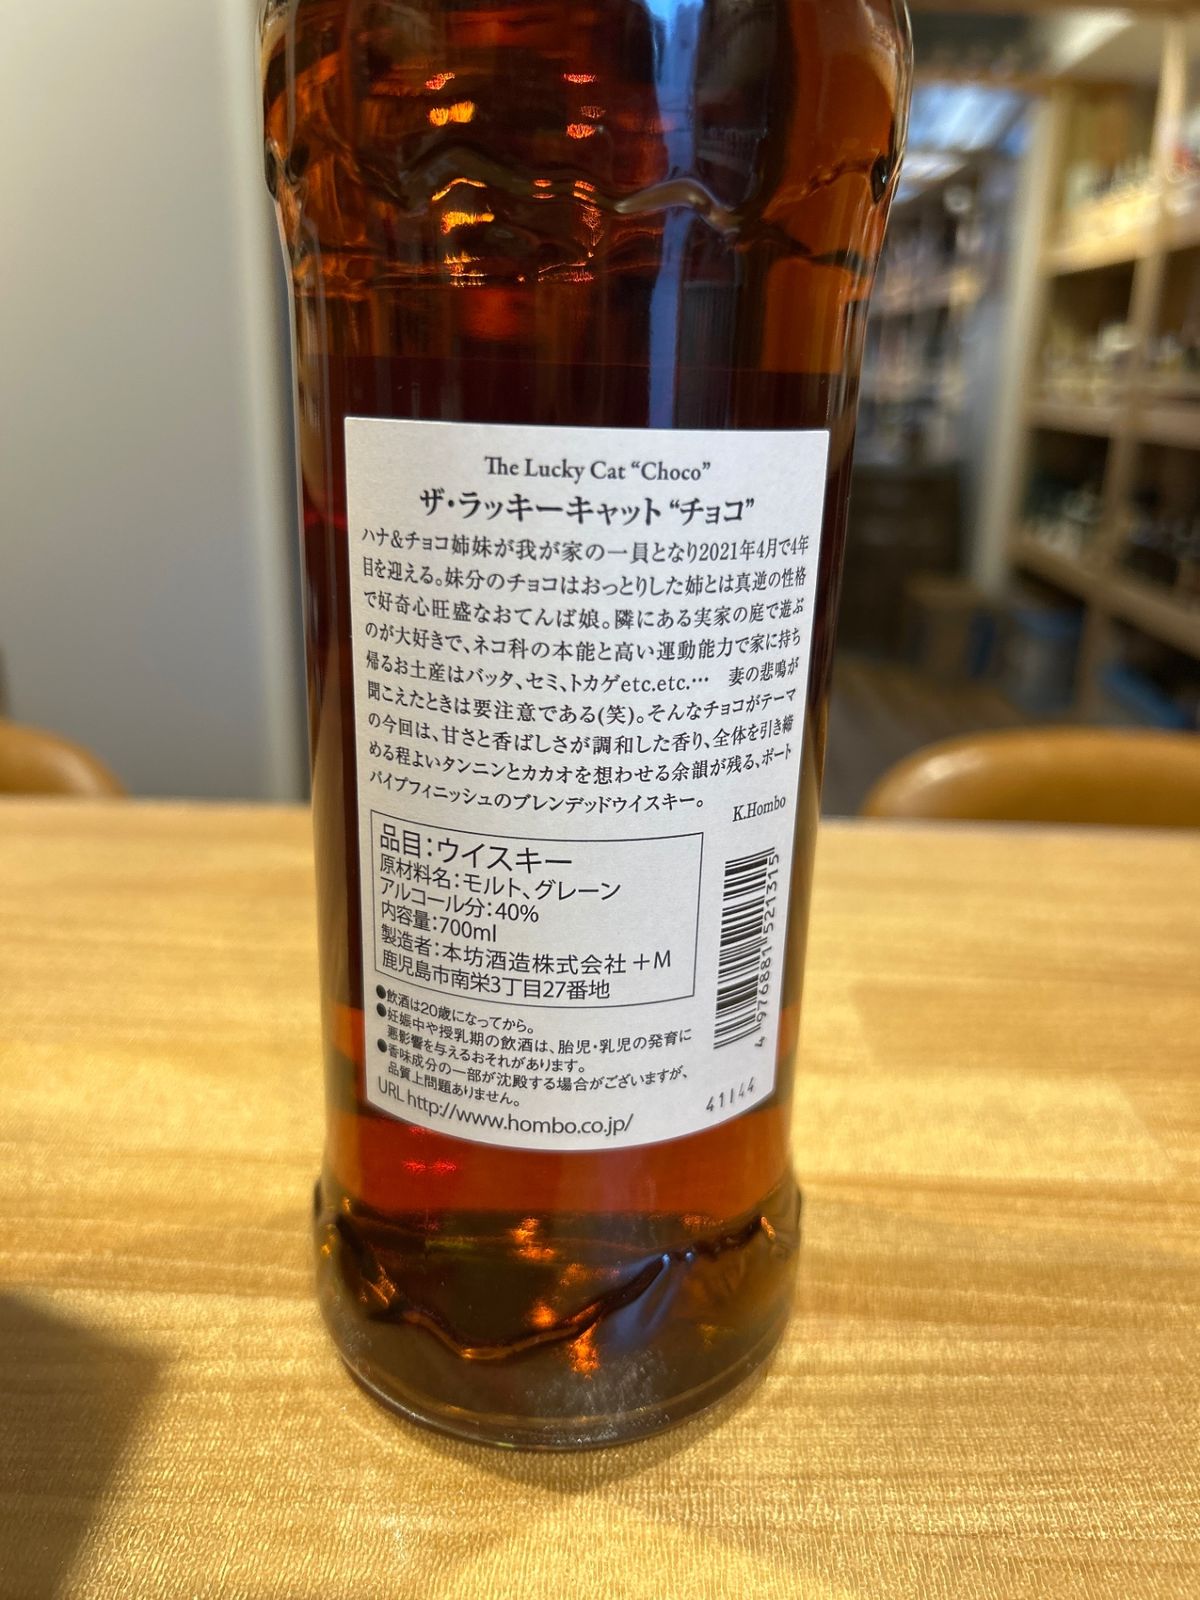 The Lucky Cat “Choco”
ザ・ラッキーキャット“チョコ”
ハナ&チョコ姉妹が我が家の一員となり2021年4月で4年
目を迎える。妹分のチョコはおっとりした姉とは真逆の性格
で好奇心旺盛なおてんば娘。隣にある実家の庭で遊ぶ
のが大好きで、ネコ科の本能と高い運動能力で家に持ち
帰るお土産はバッタ、セミ、トカゲetc.etc.… 妻の悲鳴が
聞こえたときは要注意である(笑)。そんなチョコがテーマ
の今回は、甘さと香ばしさが調和した香り、全体を引き締
める程よいタンニンとカカオを想わせる余韻が残る、ポート
パイプフィニッシュのブレンデッドウイスキー。
K.Hombo
品目:ウイスキー
原材料名:モルト、グレーン
アルコール分:40%
内容量:700ml
製造者:本坊酒造株式会社+M
鹿児島市南栄3丁目27番地
4 976881 521315
●飲酒は20歳になってから。
●妊娠中や授乳期の飲酒は、胎児・乳児の発育に
悪影響を与えるおそれがあります。
●香味成分の一部が沈殿する場合がございますが、
品質上問題ありません。
URL http://www.hombo.co.jp/
41144